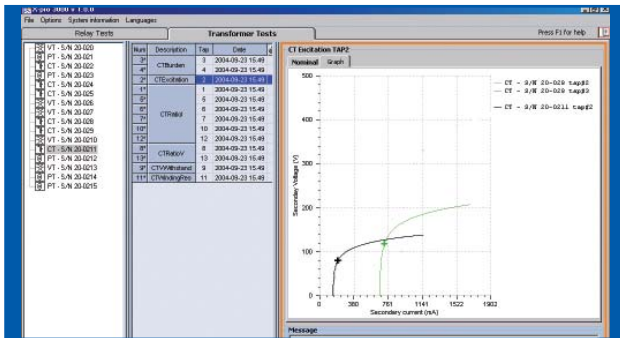 X-pro 3000 v 1.0.0
File Options System information Languages
Relay Tests Transformer Tests Press F1 for help
VT - S/N 20-020
PT - S/N 20-021
PT - S/N 20-022
PT - S/N 20-023
CT - S/N 20-024
CT - S/N 20-025
VT - S/N 20-026
VT - S/N 20-027
CT - S/N 20-028
CT - S/N 20-029
VT - S/N 20-0210
CT - S/N 20-0211
PT - S/N 20-0212
VT - S/N 20-0213
VT - S/N 20-0214
PT - S/N 20-0215
Num Description Tap Date
3° CTBurden 3 2004-09-23 15.49
4° 4 2004-09-23 15.49
2° CTExcitation 2 2004-09-23 15.49
1° CTRatioI 1 2004-09-23 15.49
5° 5 2004-09-23 15.49
6° 6 2004-09-23 15.49
7° 7 2004-09-23 15.49
10° 10 2004-09-23 15.49
12° 12 2004-09-23 15.49
8° CTRatioV 8 2004-09-23 15.49
13° 13 2004-09-23 15.49
9° CTVWithstand 9 2004-09-23 15.49
11° CTWindingRes 11 2004-09-23 15.49
CT Excitation TAP2
Nominal Graph
CT - S/N 20-028 tap#2
CT - S/N 20-029 tap#3
CT - S/N 20-0211 tap#2
500
400
300
200
100
0
Secondary Voltage (V)
0 380 761 1141 1522 1902
Secondary current (mA)
Message